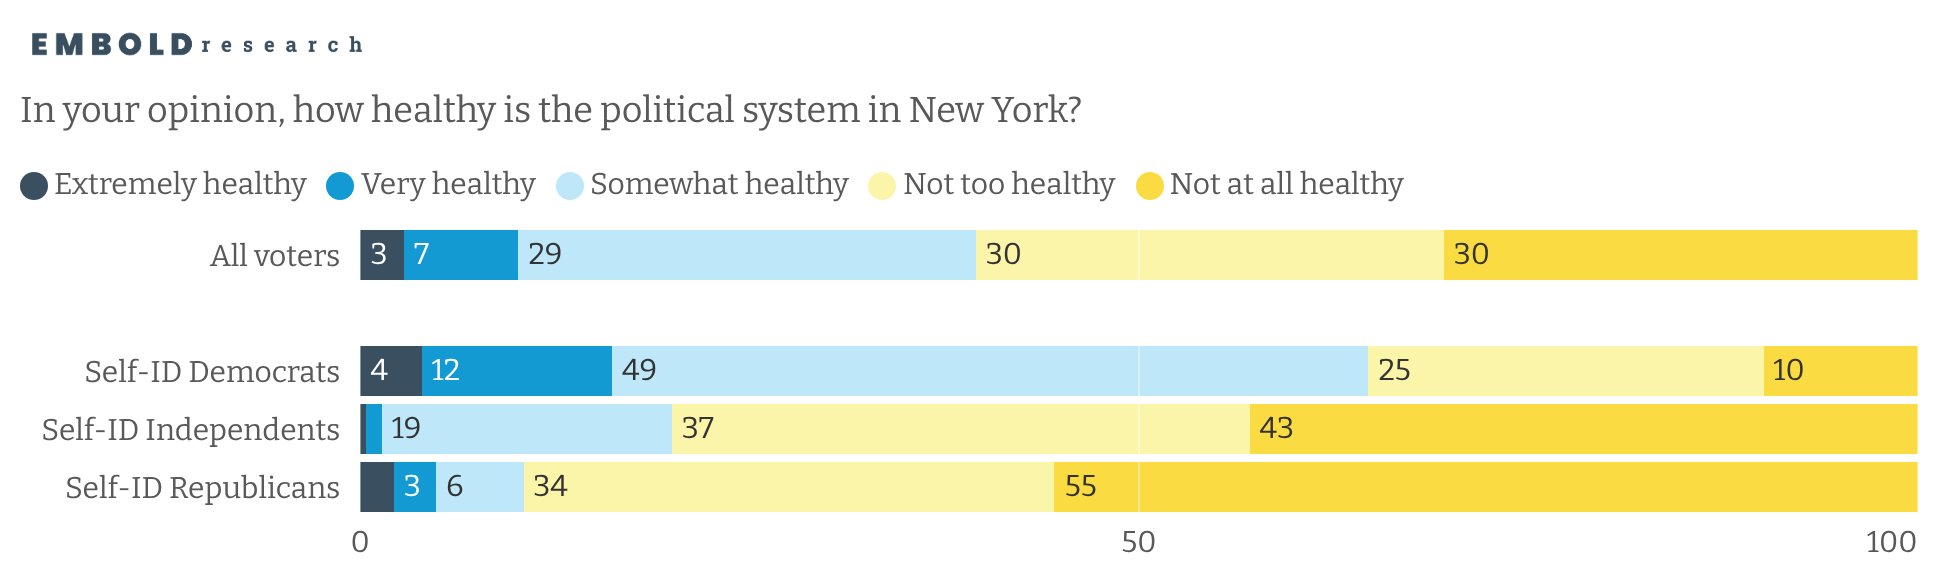 EMBOLD research
In your opinion, how healthy is the political system in New York?
Extremely healthy Very healthy Somewhat healthy Not too healthy Not at all healthy
All voters 3 7 29 30 30
Self-ID Democrats 4 12 49 25 10
Self-ID Independents 19 37 43
Self-ID Republicans 3 6 34 55
0 50 100